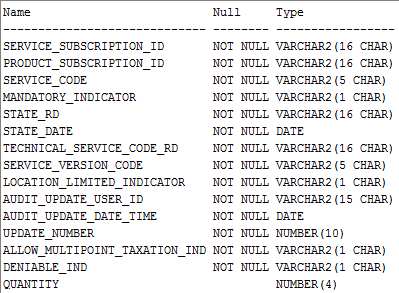 Name                          Null     Type
----------------------------- -------- -----------------
SERVICE_SUBSCRIPTION_ID       NOT NULL VARCHAR2(16 CHAR)
PRODUCT_SUBSCRIPTION_ID       NOT NULL VARCHAR2(16 CHAR)
SERVICE_CODE                  NOT NULL VARCHAR2(5 CHAR)
MANDATORY_INDICATOR           NOT NULL VARCHAR2(1 CHAR)
STATE_RD                      NOT NULL VARCHAR2(16 CHAR)
STATE_DATE                    NOT NULL DATE
TECHNICAL_SERVICE_CODE_RD     NOT NULL VARCHAR2(16 CHAR)
SERVICE_VERSION_CODE          NOT NULL VARCHAR2(5 CHAR)
LOCATION_LIMITED_INDICATOR    NOT NULL VARCHAR2(1 CHAR)
AUDIT_UPDATE_USER_ID          NOT NULL VARCHAR2(15 CHAR)
AUDIT_UPDATE_DATE_TIME        NOT NULL DATE
UPDATE_NUMBER                 NOT NULL NUMBER(10)
ALLOW_MULTIPOINT_TAXATION_IND NOT NULL VARCHAR2(1 CHAR)
DENIABLE_IND                  NOT NULL VARCHAR2(1 CHAR)
QUANTITY                               NUMBER(4)